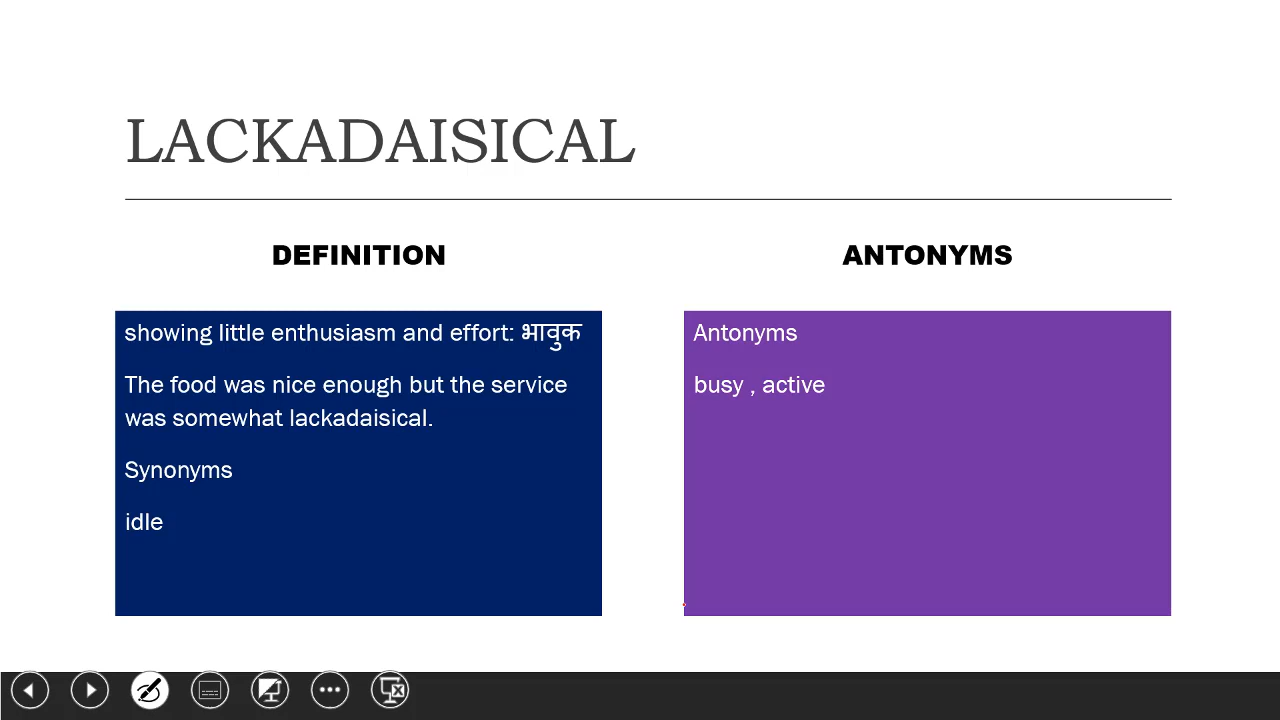 LACKADAISICAL
DEFINITION
showing little enthusiasm and effort: भावुक
The food was nice enough but the service
was somewhat lackadaisical.
Synonyms
idle
ANTONYMS
Antonyms
busy , active